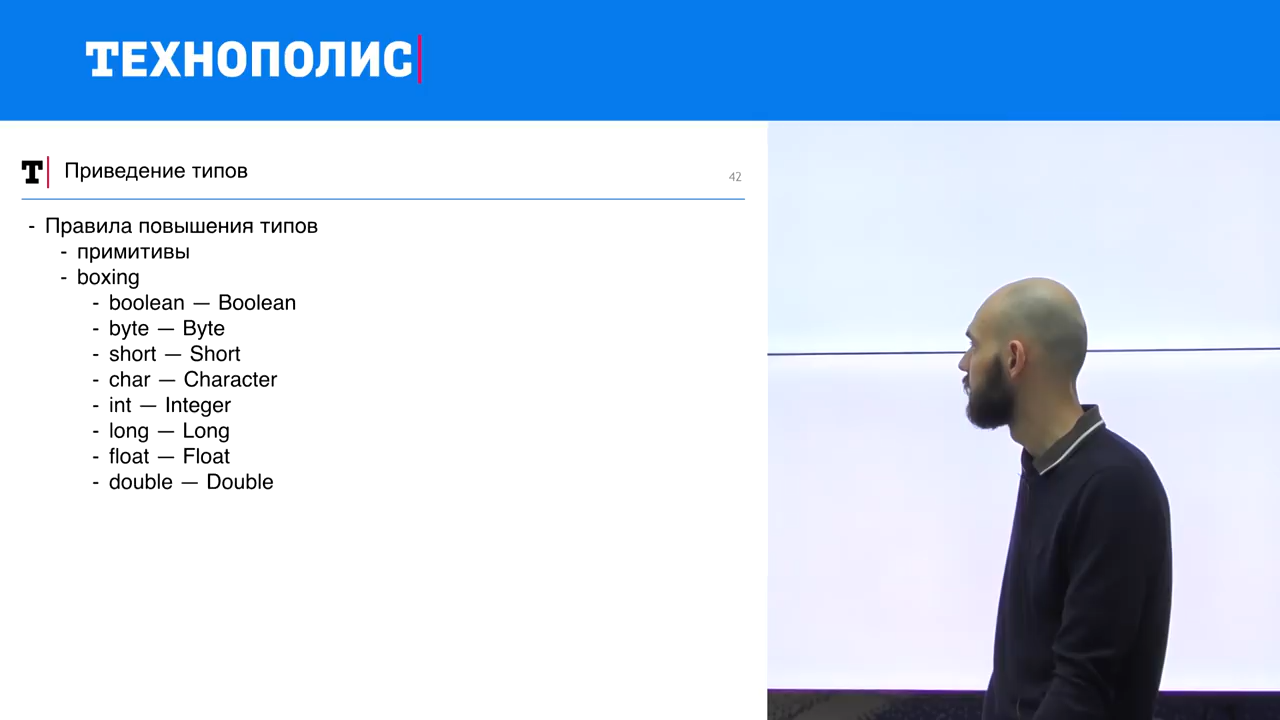 ТЕХНОПОЛИС
Т Приведение типов
42
- Правила повышения типов
- примитивы
- boxing
- boolean — Boolean
- byte — Byte
- short — Short
- char — Character
- int — Integer
- long — Long
- float — Float
- double — Double